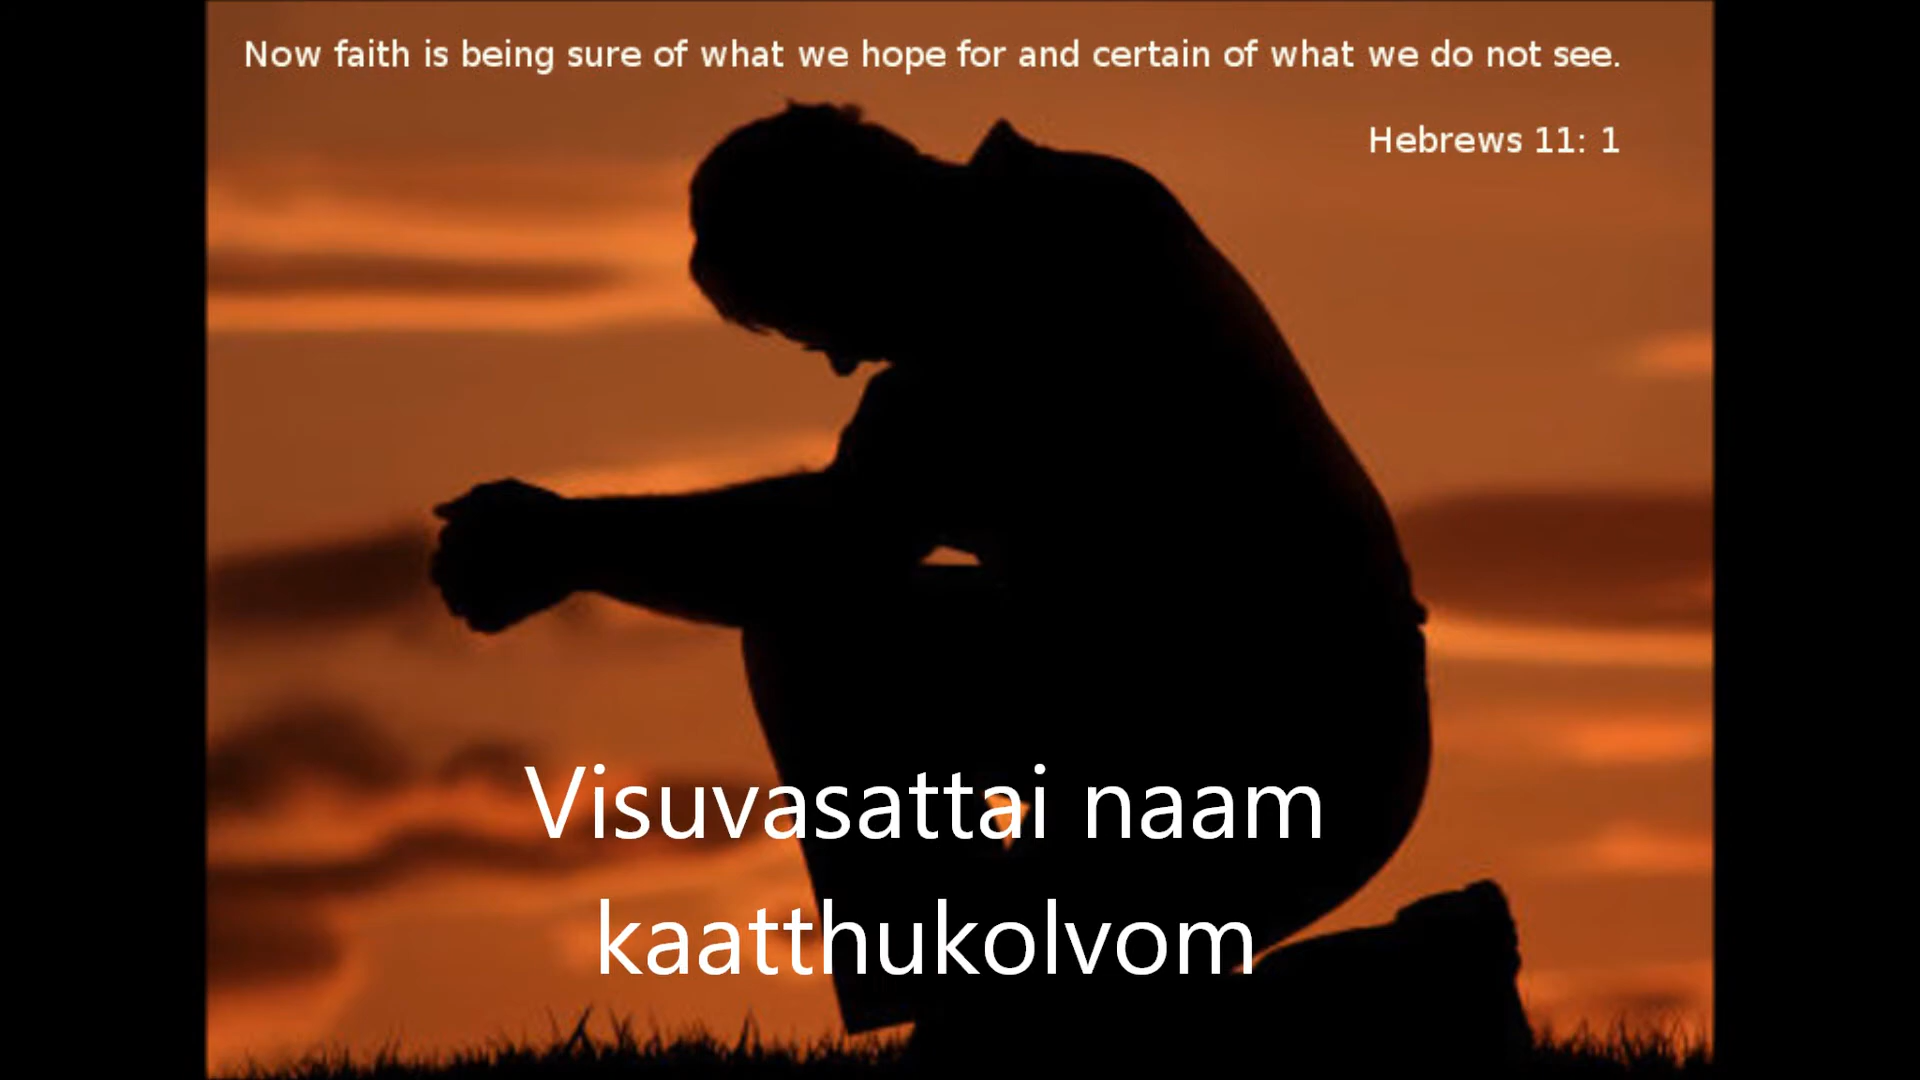 Now faith is being sure of what we hope for and certain of what we do not see.
Hebrews 11: 1
Visuvasattai naam
kaatthukolvom